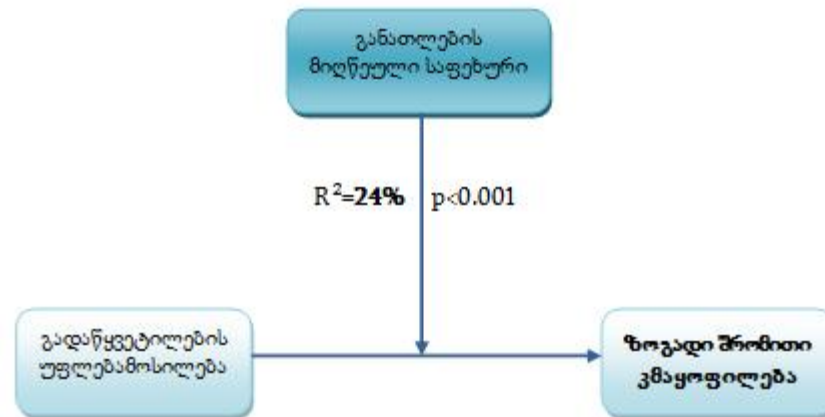 განათლების
მიღწეული საფეხური
R²=24% p<0.001
გადაწყვეტილების
უფლებამოსილება
ზოგადი შრომითი
კმაყოფილება